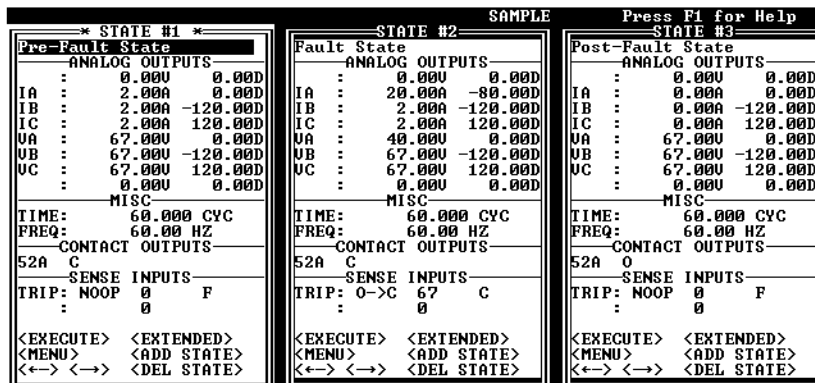 SAMPLE Press F1 for Help
* STATE #1 *
Pre-Fault State
ANALOG OUTPUTS
: 0.00V 0.00D
IA : 2.00A 0.00D
IB : 2.00A -120.00D
IC : 2.00A 120.00D
VA : 67.00V 0.00D
VB : 67.00V -120.00D
VC : 67.00V 120.00D
: 0.00V 0.00D
MISC
TIME: 60.000 CYC
FREQ: 60.00 HZ
CONTACT OUTPUTS
52A C
SENSE INPUTS
TRIP: NOOP 0 F
: 0
<EXECUTE> <EXTENDED>
<MENU> <ADD STATE>
<←> <→> <DEL STATE>
STATE #2
Fault State
ANALOG OUTPUTS
: 0.00V 0.00D
IA : 20.00A -80.00D
IB : 2.00A -120.00D
IC : 2.00A 120.00D
VA : 40.00V 0.00D
VB : 67.00V -120.00D
VC : 67.00V 120.00D
: 0.00V 0.00D
MISC
TIME: 60.000 CYC
FREQ: 60.00 HZ
CONTACT OUTPUTS
52A C
SENSE INPUTS
TRIP: O->C 67 C
: 0
<EXECUTE> <EXTENDED>
<MENU> <ADD STATE>
<←> <→> <DEL STATE>
STATE #3
Post-Fault State
ANALOG OUTPUTS
: 0.00V 0.00D
IA : 0.00A 0.00D
IB : 0.00A -120.00D
IC : 0.00A 120.00D
VA : 67.00V 0.00D
VB : 67.00V -120.00D
VC : 67.00V 120.00D
: 0.00V 0.00D
MISC
TIME: 60.000 CYC
FREQ: 60.00 HZ
CONTACT OUTPUTS
52A O
SENSE INPUTS
TRIP: NOOP 0 F
: 0
<EXECUTE> <EXTENDED>
<MENU> <ADD STATE>
<←> <→> <DEL STATE>